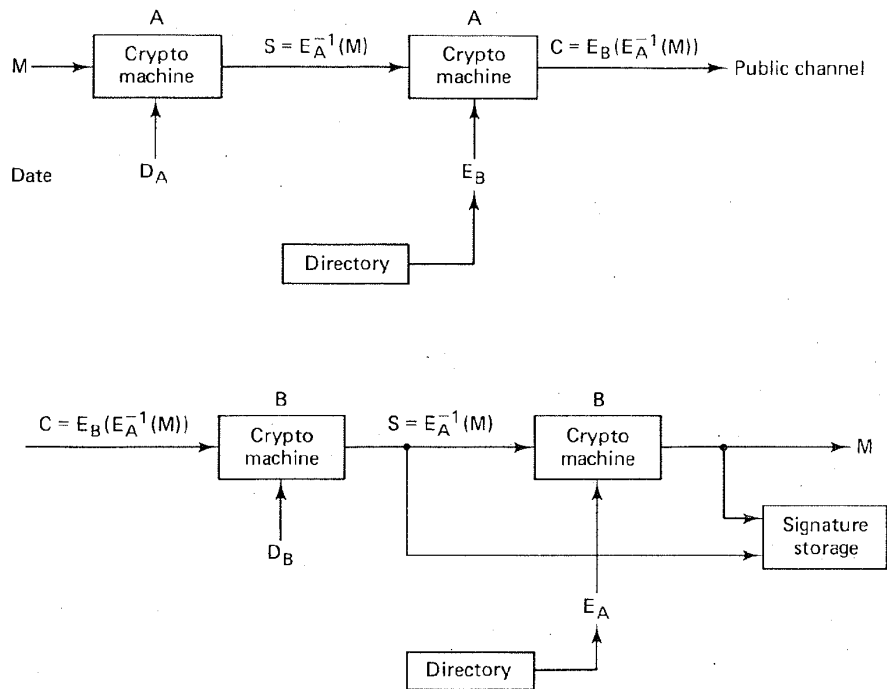 A
A
M
Crypto machine
S = E_A^{-1}(M)
Crypto machine
C = E_B(E_A^{-1}(M))
Public channel
Date
D_A
E_B
Directory
C = E_B(E_A^{-1}(M))
B
Crypto machine
S = E_A^{-1}(M)
B
Crypto machine
M
Signature storage
D_B
E_A
Directory